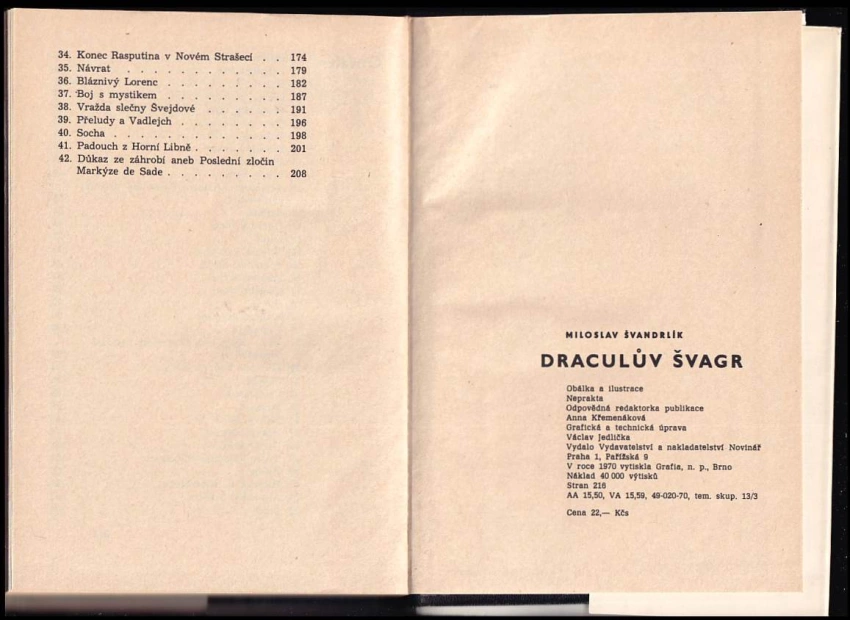 34. Konec Rasputina v Novém Strašecí . . 174
35. Návrat . . . . . . . . . . . 179
36. Bláznivý Lorenc . . . . . . . . 182
37. Boj s mystikem . . . . . . . . 187
38. Vražda slečny Švejdové . . . . . 191
39. Přeludy a Vadlejch . . . . . . . 196
40. Socha . . . . . . . . . . . . 198
41. Padouch z Horní Libně . . . . . . 201
42. Důkaz ze záhrobí aneb Poslední zločin
Markýze de Sade . . . . . . . . 208
MILOSLAV ŠVANDRLÍK
DRACULŮV ŠVAGR
Obálka a ilustrace
Neprakta
Odpovědná redaktorka publikace
Anna Křemenáková
Grafická a technická úprava
Václav Jedlička
Vydalo Vydavatelství a nakladatelství Novinář
Praha 1, Pařížská 9
V roce 1970 vytiskla Grafia, n. p., Brno
Náklad 40 000 výtisků
Stran 216
AA 15,50, VA 15,59, 49-020-70, tem. skup. 13/3
Cena 22,— Kčs